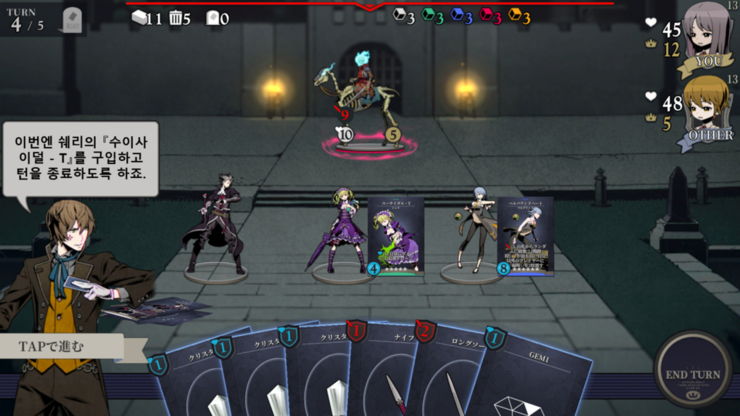 TURN
4 / 5
11
5
0
3
3
3
3
3
13
45
12
YOU
13
48
5
OTHER
9
10
5
이번엔 쉐리의 『수이사
이덜 - T』를 구입하고
턴을 종료하도록 하죠.
4
8
TAPで進む
1
クリスタ
1
クリスタ
1
クリスタ
1
ナイフ
2
ロングソー
1
GEM1
END TURN